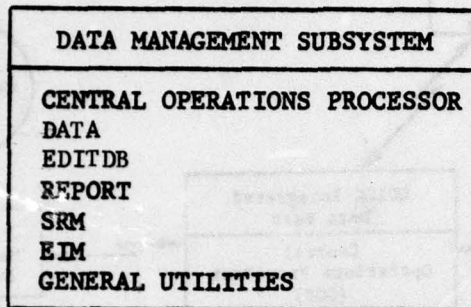 DATA MANAGEMENT SUBSYSTEM
CENTRAL OPERATIONS PROCESSOR
DATA
EDITDB
REPORT
SRM
EIM
GENERAL UTILITIES